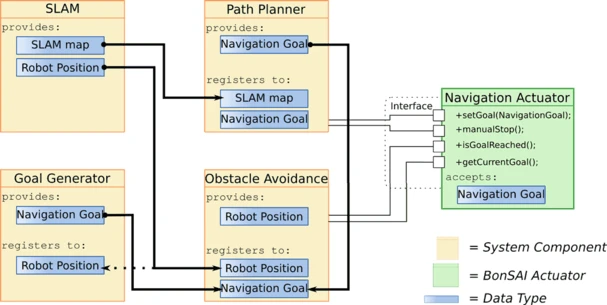 SLAM
provides:
SLAM map
Robot Position
Path Planner
provides:
Navigation Goal
registers to:
SLAM map
Navigation Goal
Interface
Navigation Actuator
+setGoal(NavigationGoal);
+manualStop();
+isGoalReached();
+getCurrentGoal();
accepts:
Navigation Goal
Goal Generator
provides:
Navigation Goal
registers to:
Robot Position
Obstacle Avoidance
provides:
Robot Position
registers to:
Robot Position
Navigation Goal
= System Component
= BonSAI Actuator
= Data Type